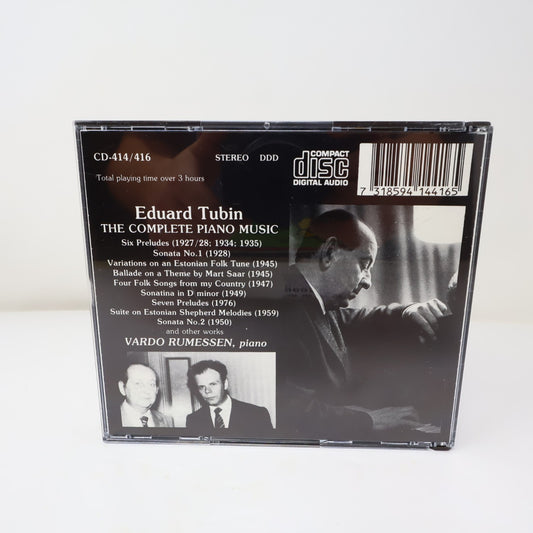 CD-414/416
STEREO DDD
COMPACT
disc
DIGITAL AUDIO
7 318594 144165
Total playing time over 3 hours
Eduard Tubin
THE COMPLETE PIANO MUSIC
Six Preludes (1927/28; 1934; 1935)
Sonata No.1 (1928)
Variations on an Estonian Folk Tune (1945)
Ballade on a Theme by Mart Saar (1945)
Four Folk Songs from my Country (1947)
Sonatina in D minor (1949)
Seven Preludes (1976)
Suite on Estonian Shepherd Melodies (1959)
Sonata No.2 (1950)
and other works
VARDO RUMESSEN, piano